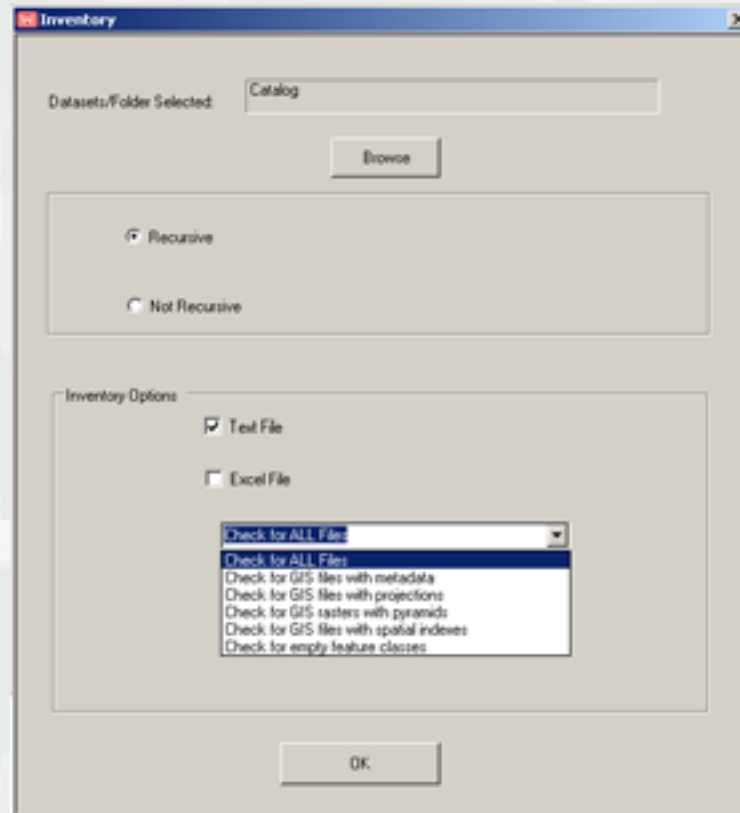 Inventory
Datasets/Folder Selected:
Catalog
Browse
Recursive
Not Recursive
Inventory Options
Text File
Excel File
Check for ALL Files
Check for ALL Files
Check for GIS files with metadata
Check for GIS files with projections
Check for GIS rasters with pyramids
Check for GIS files with spatial indexes
Check for empty feature classes
OK